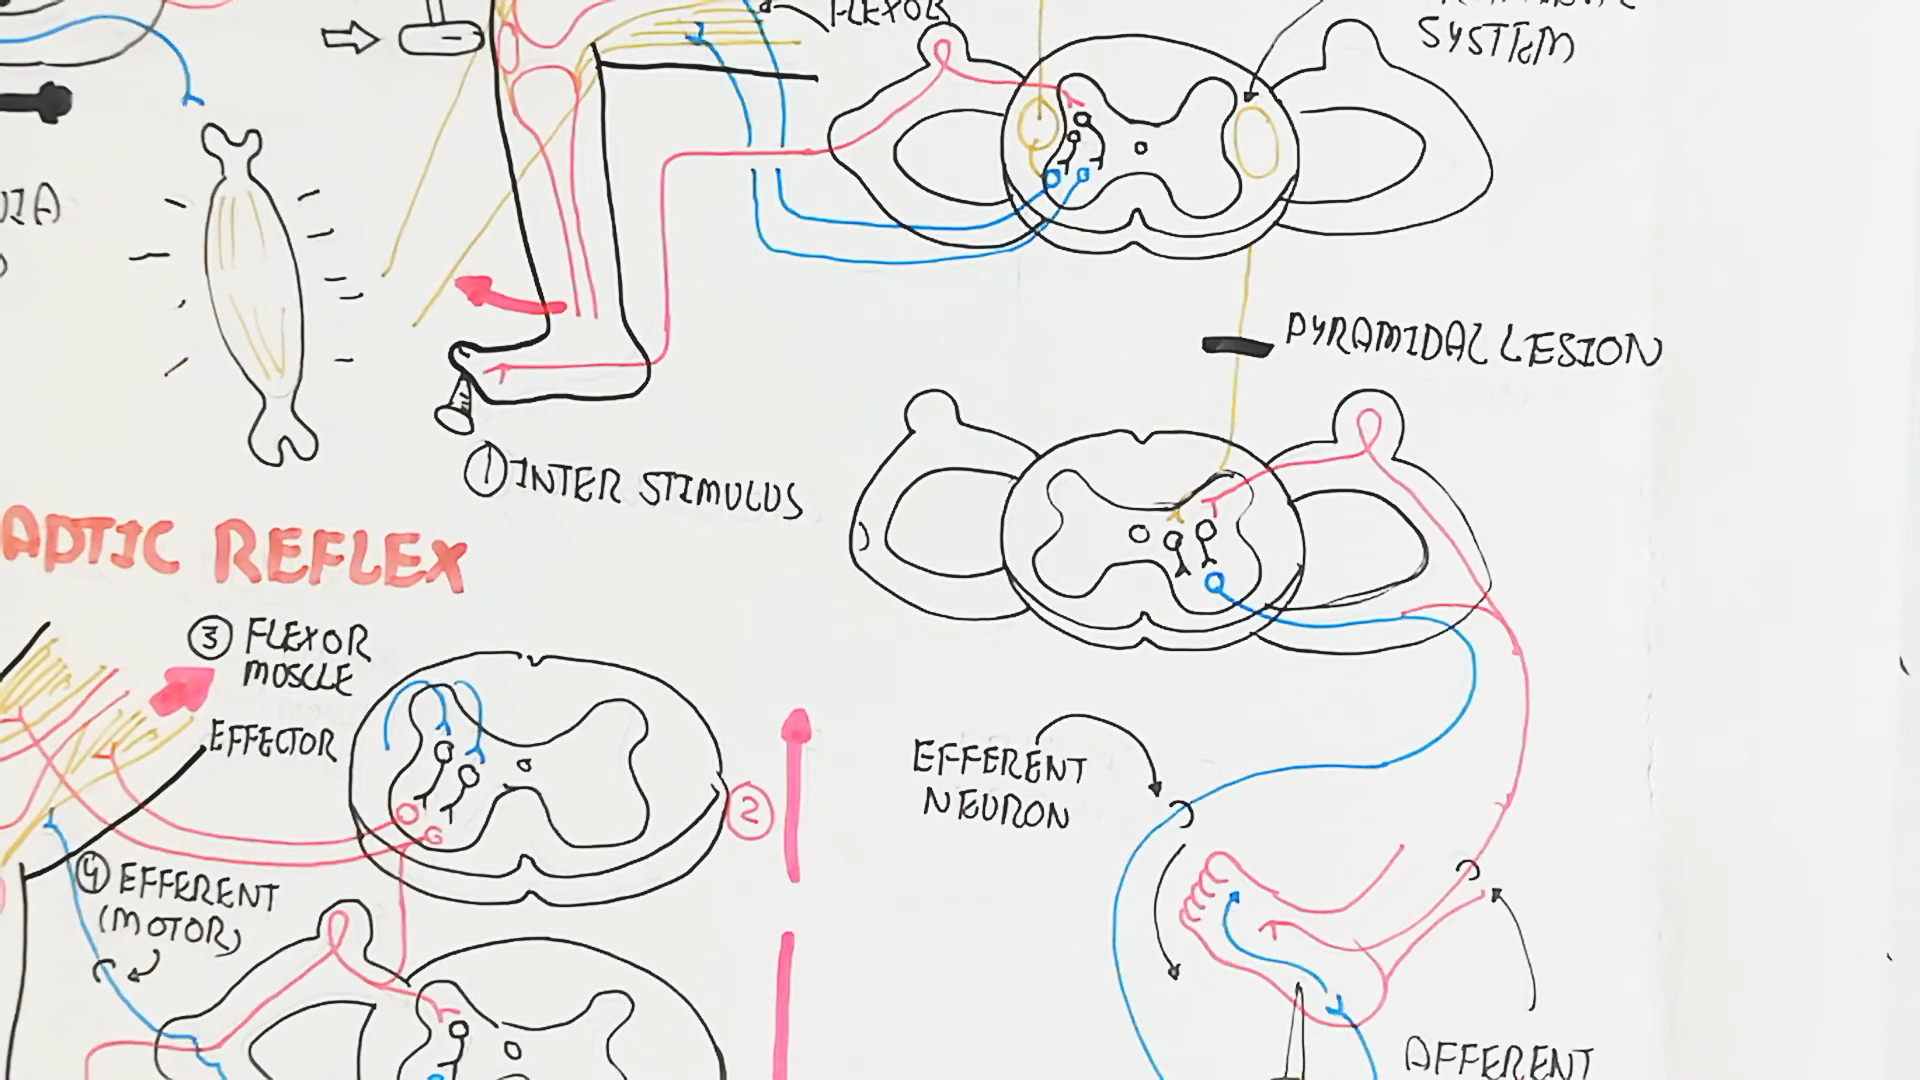 FLEXOR
SYSTEM
PYRAMIDAL LESION
① INTER STIMULUS
APTIC REFLEX
③ FLEXOR
MUSCLE
EFFECTOR
②
④ EFFERENT
(MOTOR)
EFFERENT
NEURON
AFFERENT